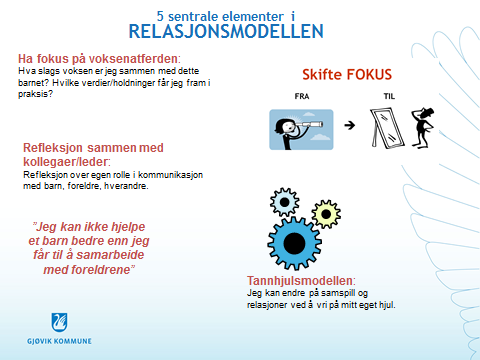 5 sentrale elementer i
RELASJONSMODELLEN
Ha fokus på voksenatferden:
Hva slags voksen er jeg sammen med dette
barnet? Hvilke verdier/holdninger får jeg fram i
praksis?
Refleksjon sammen med
kollegaer/leder:
Refleksjon over egen rolle i kommunikasjon
med barn, foreldre, hverandre.
"Jeg kan ikke hjelpe
et barn bedre enn jeg
får til å samarbeide
med foreldrene"
Skifte FOKUS
FRA TIL
Tannhjulsmodellen:
Jeg kan endre på samspill og
relasjoner ved å vri på mitt eget hjul.
GJØVIK KOMMUNE